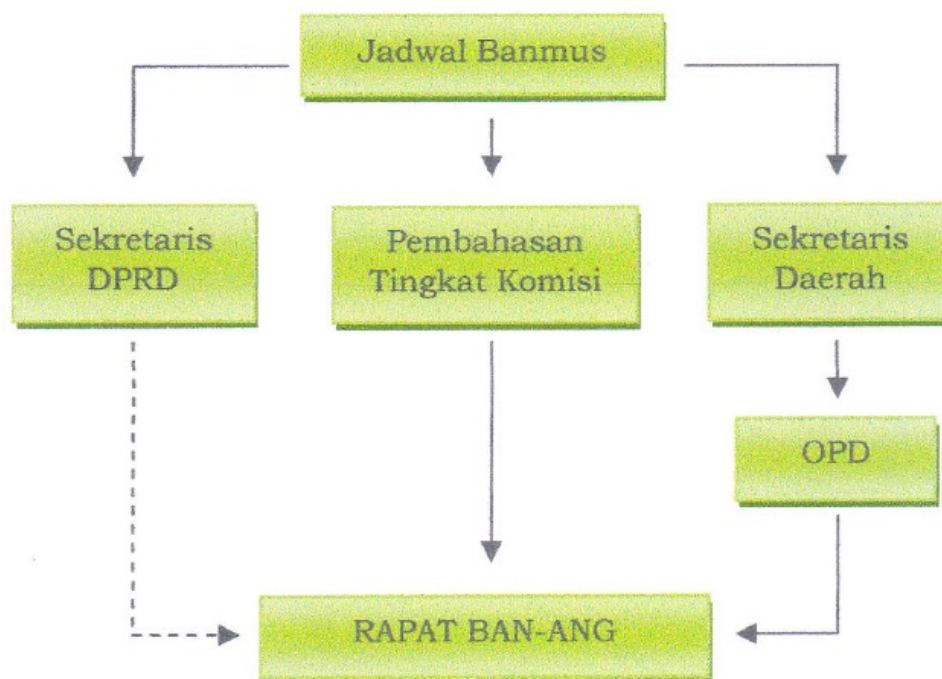 Jadwal Banmus
Sekretaris
DPRD
Pembahasan
Tingkat Komisi
Sekretaris
Daerah
OPD
RAPAT BAN-ANG